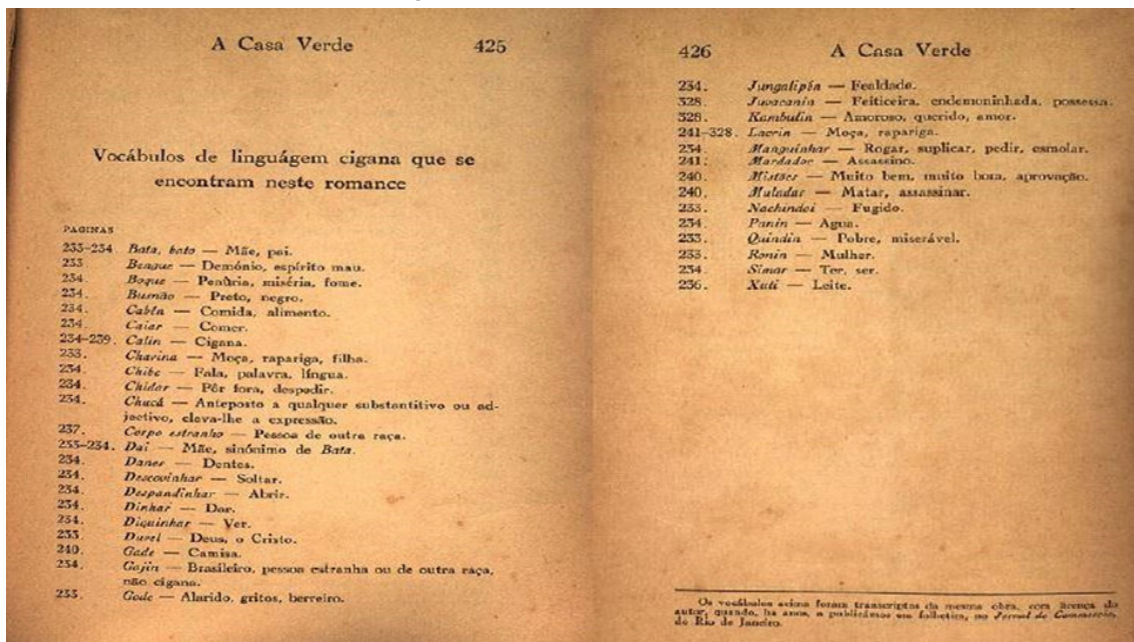 A Casa Verde 425
Vocábulos de linguágem cigana que se
encontram neste romance
PAGINAS
233-234. Bata, bato — Mãe, pai.
233. Bengue — Demónio, espírito mau.
234. Boque — Penúria, miséria, fome.
234. Busnão — Preto, negro.
234. Cabên — Comida, alimento.
234. Caiar — Comer.
234-239. Calin — Cigana.
233. Chavina — Moça, rapariga, filha.
234. Chibe — Fala, palavra, língua.
234. Chidar — Pôr fora, despedir.
234. Chucá — Anteposto a qualquer substantitivo ou ad-
jectivo, eleva-lhe a expressão.
237. Corpo estranho — Pessoa de outra raça.
233-234. Dai — Mãe, sinónimo de Bata.
234. Danes — Dentes.
234. Descovinhar — Soltar.
234. Despandinhar — Abrir.
234. Dinhar — Dar.
234. Diquinhar — Ver.
233. Duvel — Deus, o Cristo.
240. Gade — Camisa.
234. Gajin — Brasileiro, pessoa estranha ou de outra raça,
não cigana.
233. Gode — Alarido, gritos, berreiro.
426 A Casa Verde
234. Jungalipên — Fealdade.
328. Juvacanin — Feiticeira, endemoninhada, possessa.
328. Kambulin — Amoroso, querido, amor.
241-328. Lacrin — Moça, rapariga.
234. Manguinhar — Rogar, suplicar, pedir, esmolar.
241. Mardador — Assassino.
240. Mistões — Muito bem, muito bom, aprovação.
240. Muladar — Matar, assassinar.
233. Nachindoi — Fugido.
234. Panin — Agua.
233. Quindin — Pobre, miserável.
233. Ronin — Mulher.
234. Simar — Ter, ser.
236. Xuti — Leite.
Os vocábulos acima foram transcriptos da mesma obra, com licença do
autor, quando, ha anos, a publicámos em folhetim, no Jornal do Commercio,
do Rio de Janeiro.